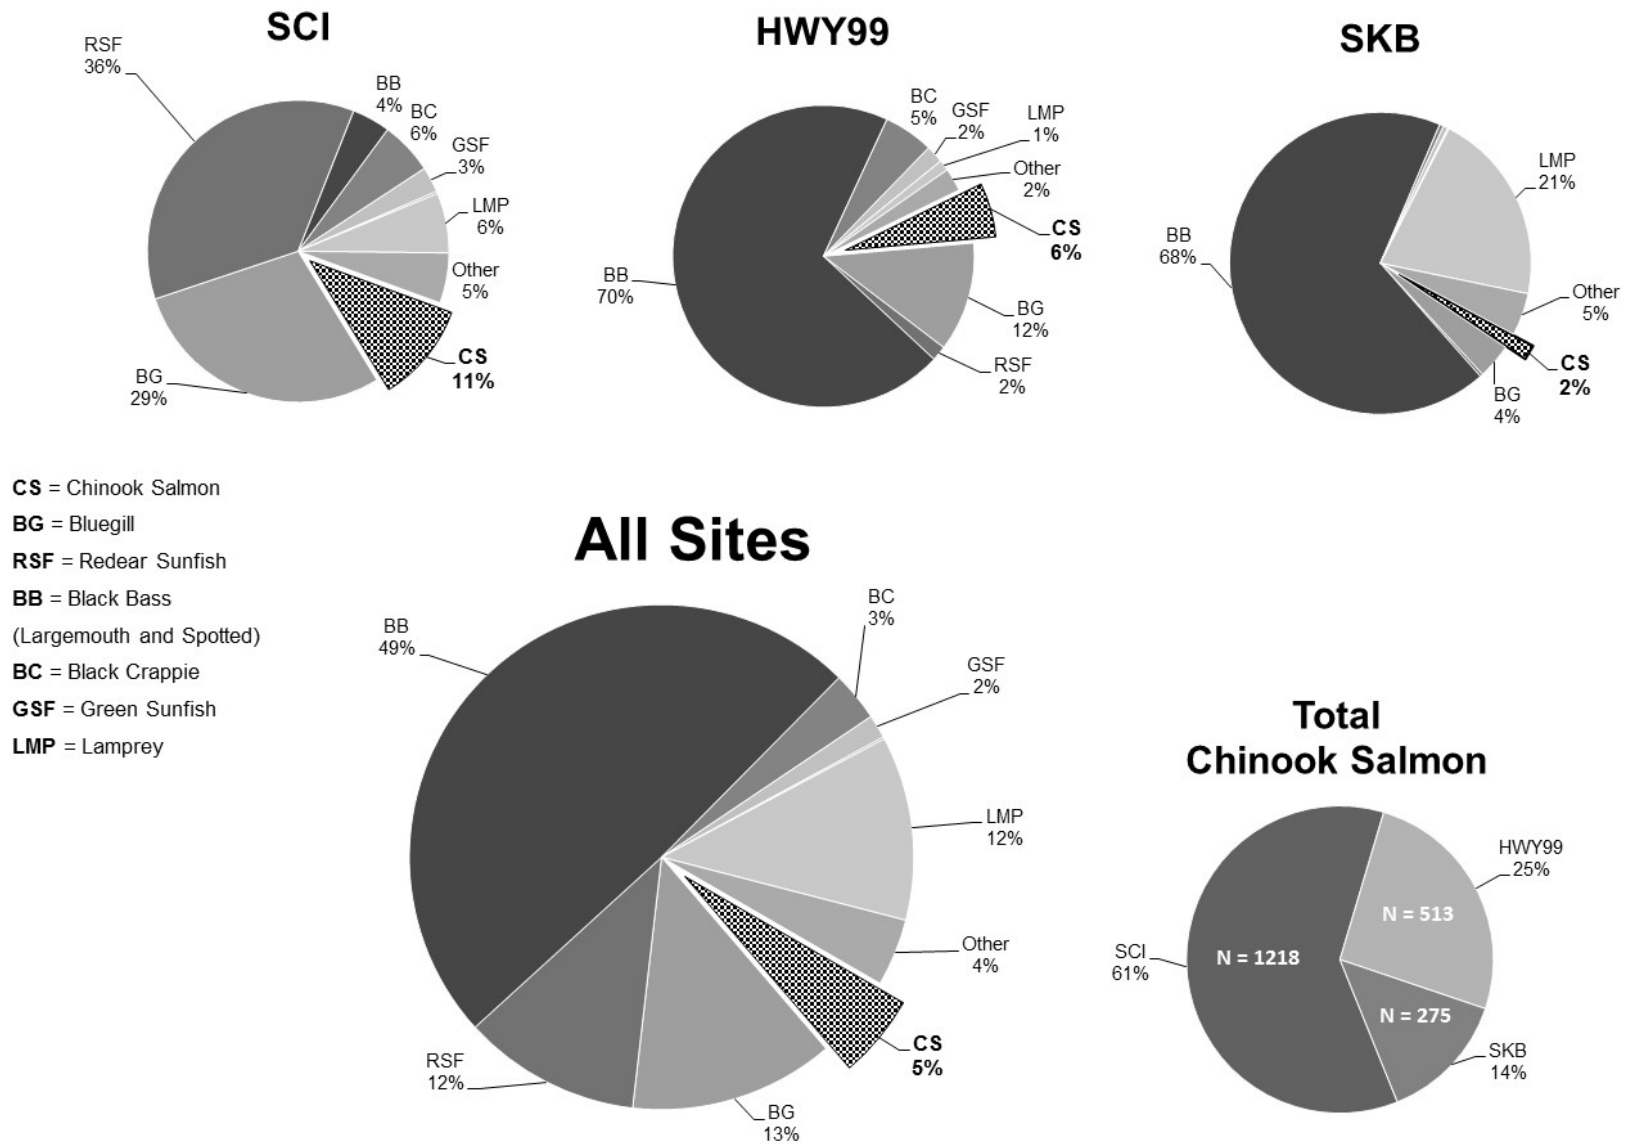 SCI
RSF
36%
BB
4%
BC
6%
GSF
3%
LMP
6%
Other
5%
CS
11%
BG
29%
HWY99
BC
5%
GSF
2%
LMP
1%
Other
2%
CS
6%
BG
12%
RSF
2%
BB
70%
SKB
LMP
21%
Other
5%
CS
2%
BG
4%
BB
68%
CS = Chinook Salmon
BG = Bluegill
RSF = Redear Sunfish
BB = Black Bass
(Largemouth and Spotted)
BC = Black Crappie
GSF = Green Sunfish
LMP = Lamprey
All Sites
BB
49%
BC
3%
GSF
2%
LMP
12%
Other
4%
CS
5%
BG
13%
RSF
12%
Total
Chinook Salmon
HWY99
25%
N = 513
SCI
61%
N = 1218
N = 275
SKB
14%